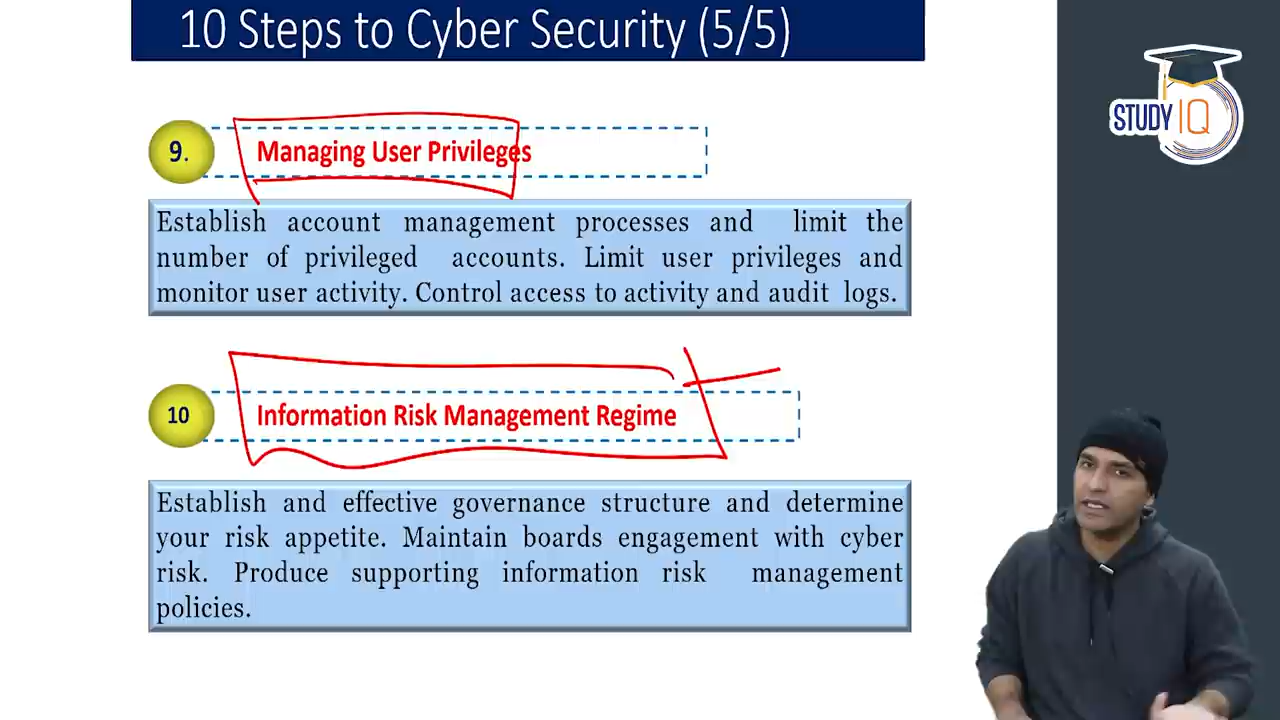 10 Steps to Cyber Security (5/5)
STUDY IQ
9.
Managing User Privileges
Establish account management processes and limit the
number of privileged accounts. Limit user privileges and
monitor user activity. Control access to activity and audit logs.
10
Information Risk Management Regime
Establish and effective governance structure and determine
your risk appetite. Maintain boards engagement with cyber
risk. Produce supporting information risk management
policies.